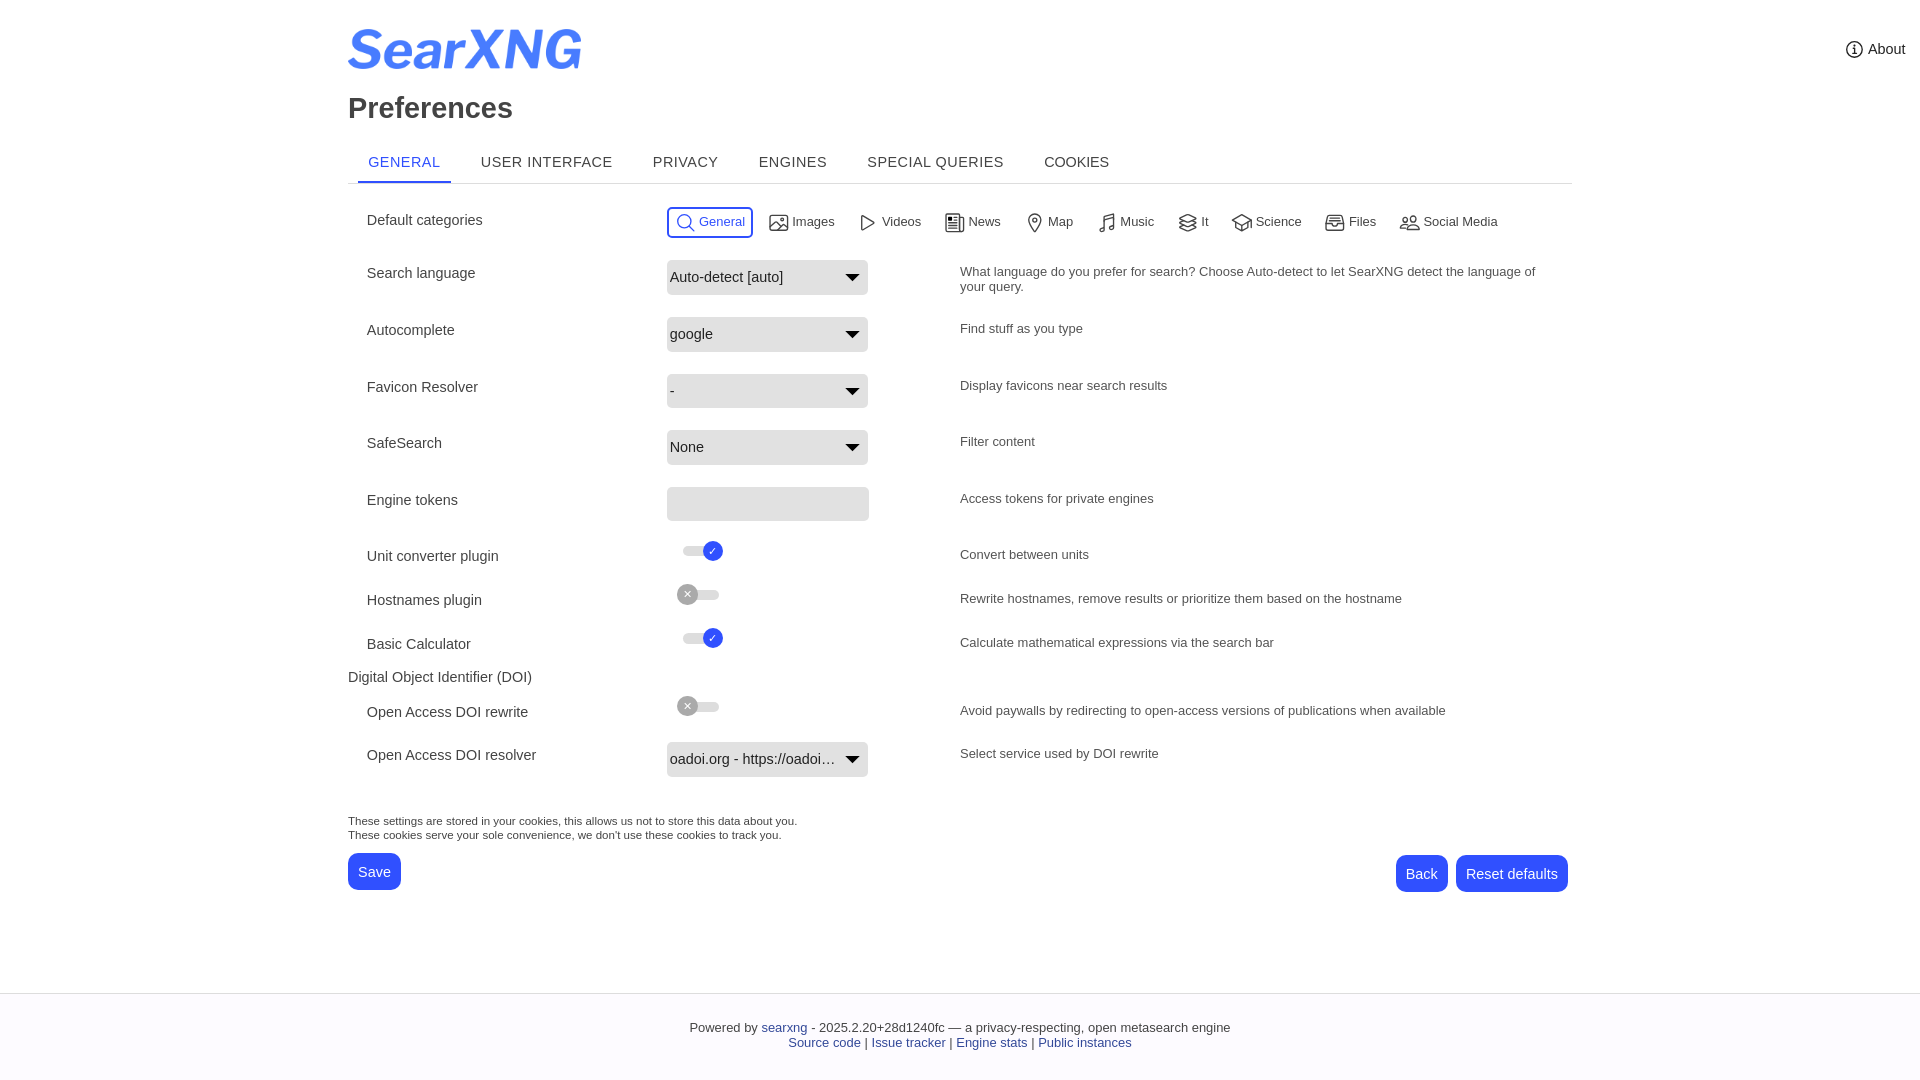 SearXNG
About
Preferences
GENERAL USER INTERFACE PRIVACY ENGINES SPECIAL QUERIES COOKIES
Default categories General Images Videos News Map Music It Science Files Social Media
Search language Auto-detect [auto] What language do you prefer for search? Choose Auto-detect to let SearXNG detect the language of
your query.
Autocomplete google Find stuff as you type
Favicon Resolver - Display favicons near search results
SafeSearch None Filter content
Engine tokens Access tokens for private engines
Unit converter plugin Convert between units
Hostnames plugin Rewrite hostnames, remove results or prioritize them based on the hostname
Basic Calculator Calculate mathematical expressions via the search bar
Digital Object Identifier (DOI)
Open Access DOI rewrite Avoid paywalls by redirecting to open-access versions of publications when available
Open Access DOI resolver oadoi.org - https://oadoi… Select service used by DOI rewrite
These settings are stored in your cookies, this allows us not to store this data about you.
These cookies serve your sole convenience, we don't use these cookies to track you.
Save Back Reset defaults
Powered by searxng - 2025.2.20+28d1240fc — a privacy-respecting, open metasearch engine
Source code | Issue tracker | Engine stats | Public instances